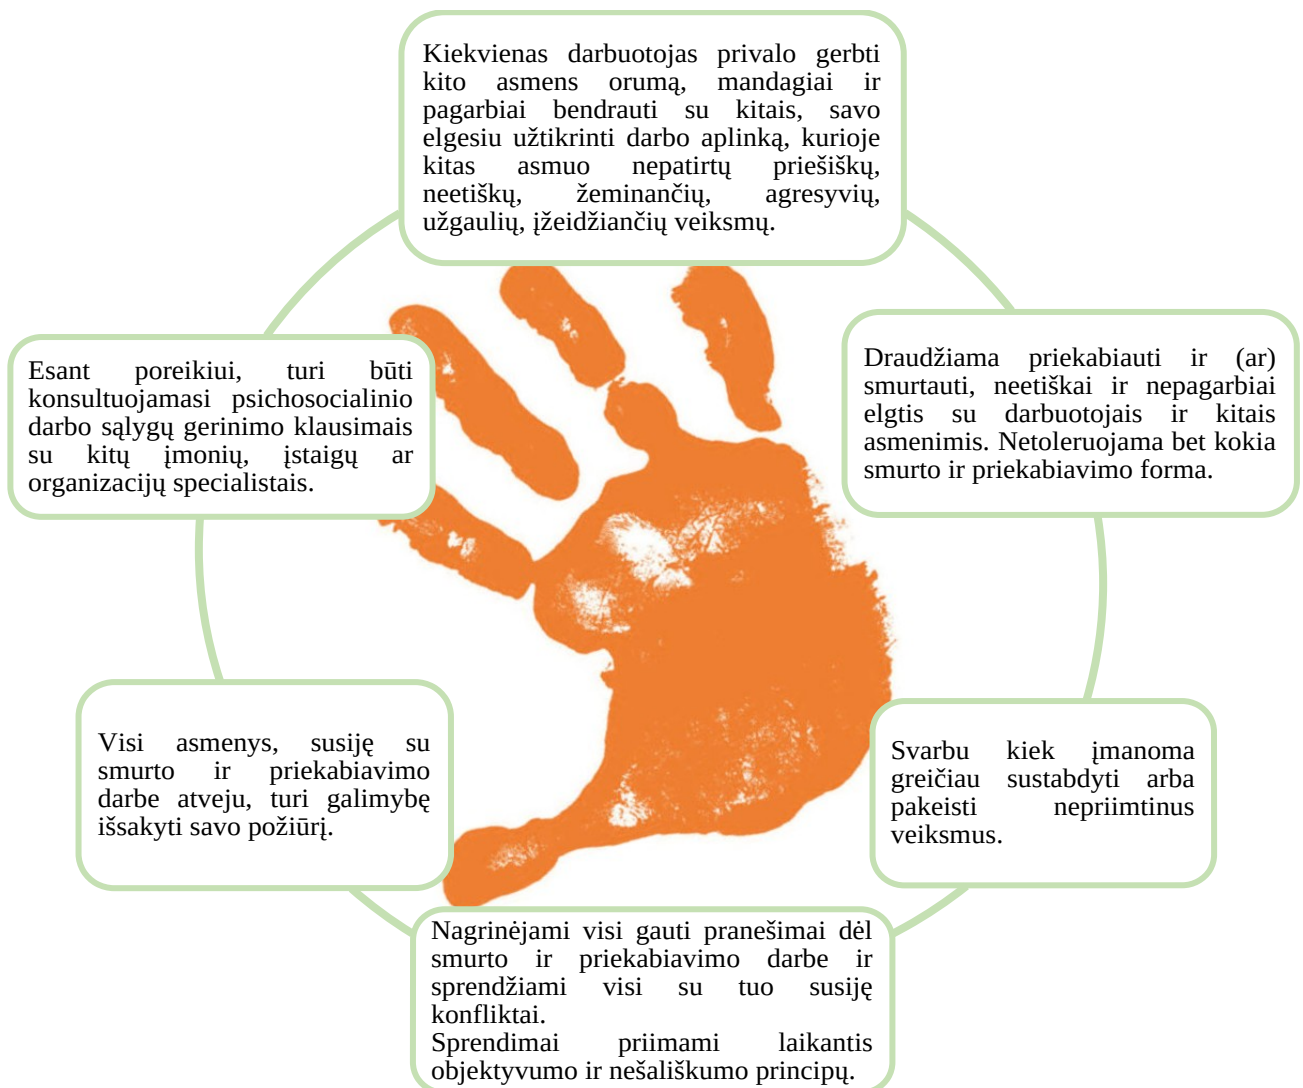 Kiekvienas darbuotojas privalo gerbti
kito asmens orumą, mandagiai ir
pagarbiai bendrauti su kitais, savo
elgesiu užtikrinti darbo aplinką, kurioje
kitas asmuo nepatirtų priešiškų,
neetiškų, žeminančių, agresyvių,
užgaulių, įžeidžiančių veiksmų.
Draudžiama priekabiauti ir (ar)
smurtauti, neetiškai ir nepagarbiai
elgtis su darbuotojais ir kitais
asmenimis. Netoleruojama bet kokia
smurto ir priekabiavimo forma.
Svarbu kiek įmanoma
greičiau sustabdyti arba
pakeisti nepriimtinus
veiksmus.
Nagrinėjami visi gauti pranešimai dėl
smurto ir priekabiavimo darbe ir
sprendžiami visi su tuo susiję
konfliktai.
Sprendimai priimami laikantis
objektyvumo ir nešališkumo principų.
Visi asmenys, susiję su
smurto ir priekabiavimo
darbe atveju, turi galimybę
išsakyti savo požiūrį.
Esant poreikiui, turi būti
konsultuojamasi psichosocialinio
darbo sąlygų gerinimo klausimais
su kitų įmonių, įstaigų ar
organizacijų specialistais.